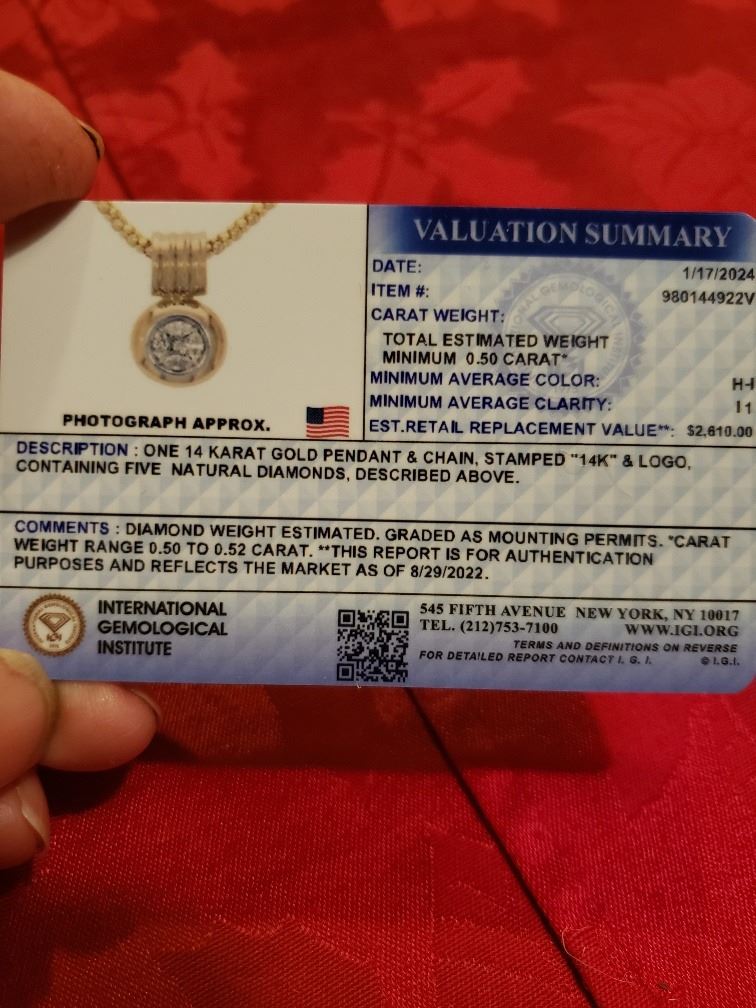 VALUATION SUMMARY
DATE: 1/17/2024
ITEM #: 980144922V
CARAT WEIGHT:
TOTAL ESTIMATED WEIGHT
MINIMUM 0.50 CARAT*
MINIMUM AVERAGE COLOR: H-I
MINIMUM AVERAGE CLARITY: I1
EST.RETAIL REPLACEMENT VALUE**: $2,610.00
PHOTOGRAPH APPROX.
DESCRIPTION : ONE 14 KARAT GOLD PENDANT & CHAIN, STAMPED "14K" & LOGO,
CONTAINING FIVE NATURAL DIAMONDS, DESCRIBED ABOVE.
COMMENTS : DIAMOND WEIGHT ESTIMATED. GRADED AS MOUNTING PERMITS. *CARAT
WEIGHT RANGE 0.50 TO 0.52 CARAT. **THIS REPORT IS FOR AUTHENTICATION
PURPOSES AND REFLECTS THE MARKET AS OF 8/29/2022.
INTERNATIONAL
GEMOLOGICAL
INSTITUTE
545 FIFTH AVENUE NEW YORK, NY 10017
TEL. (212)753-7100 WWW.IGI.ORG
TERMS AND DEFINITIONS ON REVERSE
FOR DETAILED REPORT CONTACT I. G. I. © I.G.I.